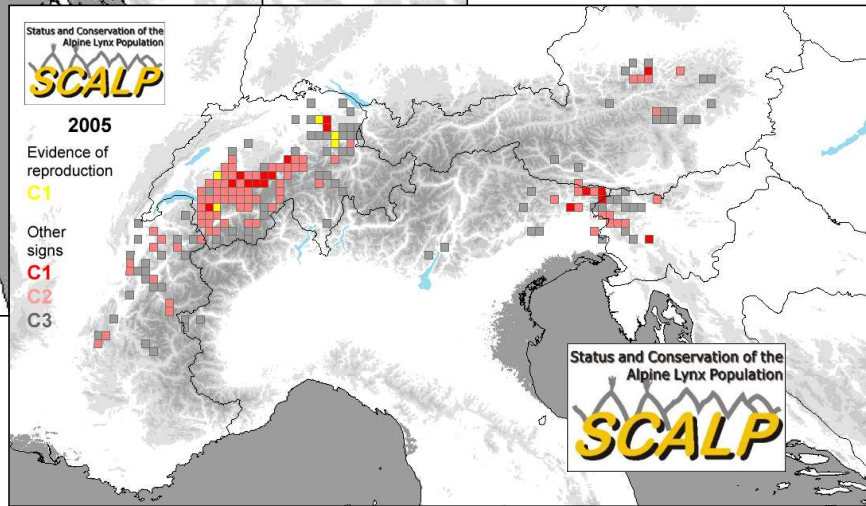 Status and Conservation of the
Alpine Lynx Population
SCALP
2005
Evidence of
reproduction
C1
Other
signs
C1
C2
C3
Status and Conservation of the
Alpine Lynx Population
SCALP